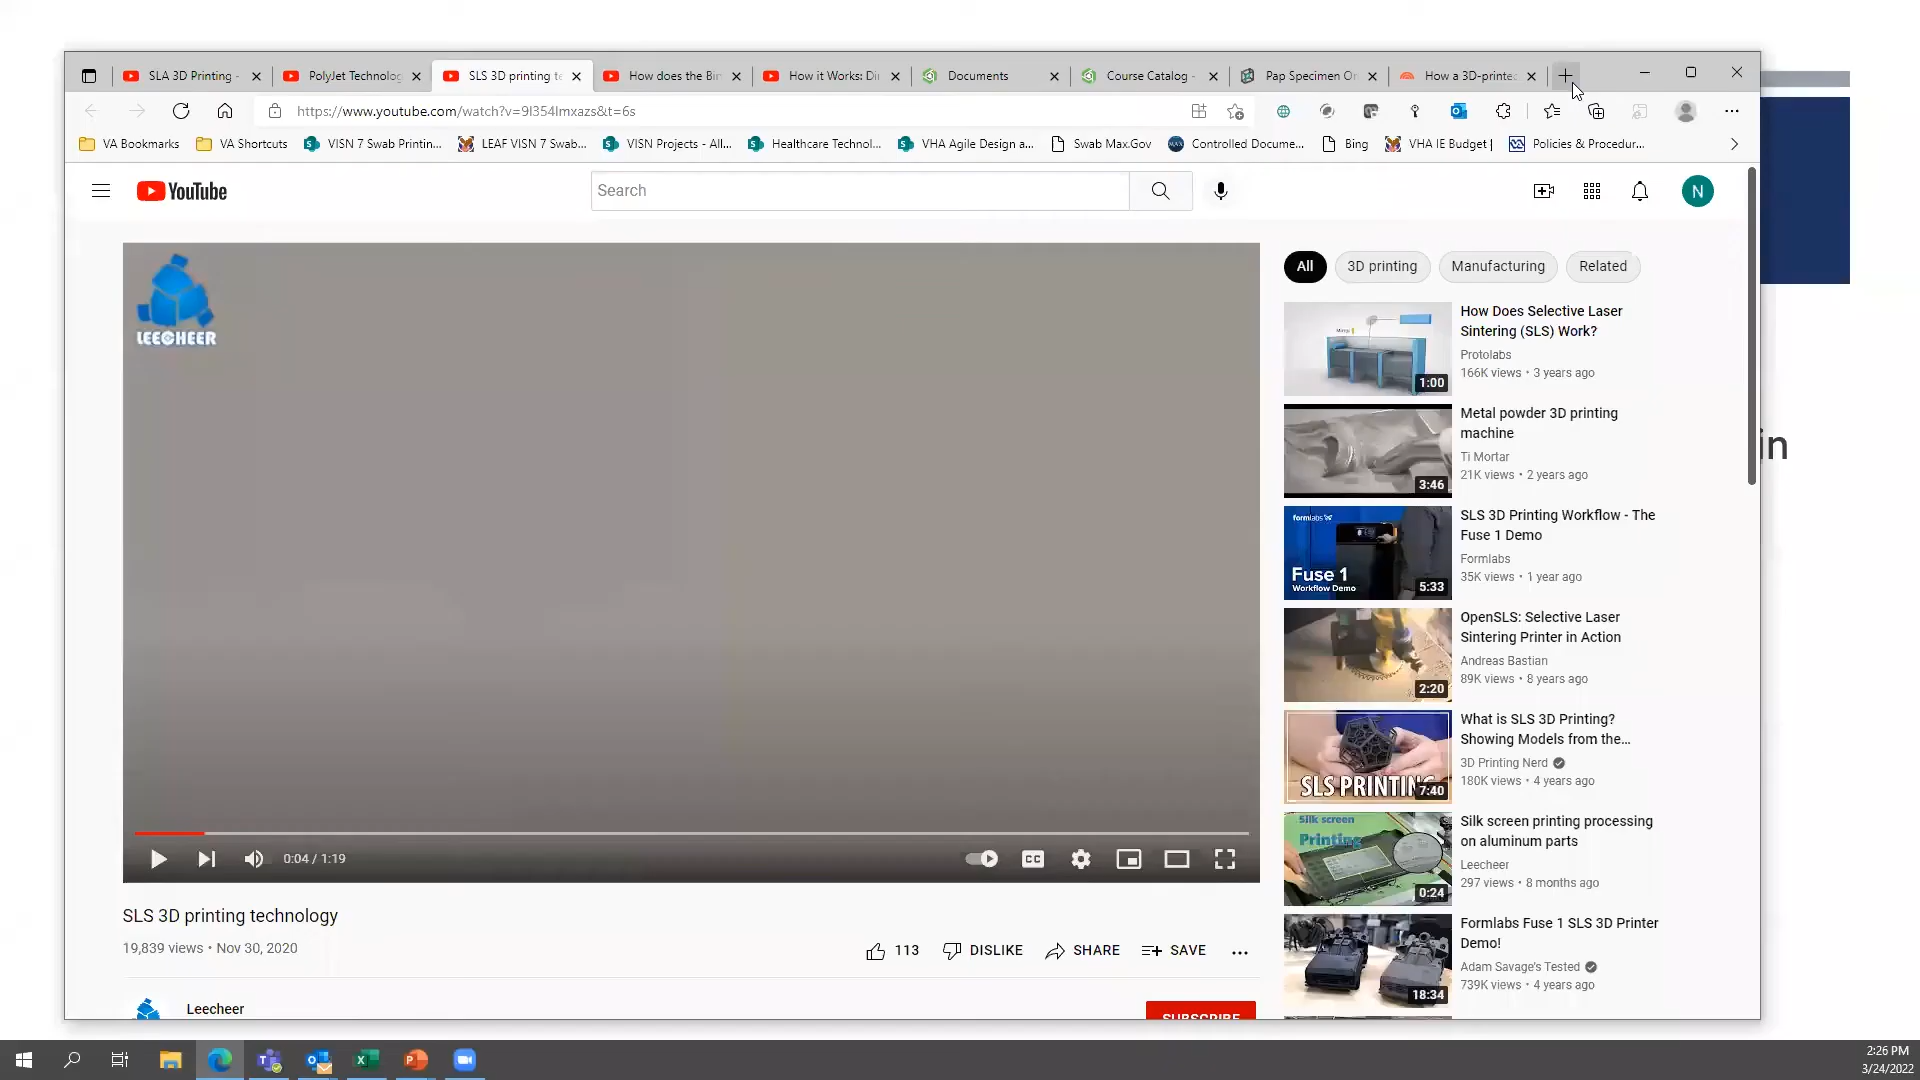 SLA 3D Printing -
PolyJet Technolog
SLS 3D printing te
How does the Bin
How it Works: Di
Documents
Course Catalog -
Pap Specimen Or
How a 3D-printed
https://www.youtube.com/watch?v=9I354Imxazs&t=6s
VA Bookmarks
VA Shortcuts
VISN 7 Swab Printin...
LEAF VISN 7 Swab...
VISN Projects - All...
Healthcare Technol...
VHA Agile Design a...
Swab Max.Gov
Controlled Docume...
Bing
VHA IE Budget |
Policies & Procedur...
YouTube
Search
N
LEECHEER
All
3D printing
Manufacturing
Related
How Does Selective Laser
Sintering (SLS) Work?
Protolabs
166K views • 3 years ago
1:00
Metal powder 3D printing
machine
Ti Mortar
21K views • 2 years ago
3:46
in
formlabs
Fuse 1
Workflow Demo
5:33
SLS 3D Printing Workflow - The
Fuse 1 Demo
Formlabs
35K views • 1 year ago
OpenSLS: Selective Laser
Sintering Printer in Action
Andreas Bastian
89K views • 8 years ago
2:20
What is SLS 3D Printing?
Showing Models from the...
3D Printing Nerd
180K views • 4 years ago
SLS PRINTIN
7:40
Silk screen
Printing
0:24
Silk screen printing processing
on aluminum parts
Leecheer
297 views • 8 months ago
0:04 / 1:19
CC
SLS 3D printing technology
19,839 views • Nov 30, 2020
113
DISLIKE
SHARE
SAVE
Formlabs Fuse 1 SLS 3D Printer
Demo!
Adam Savage's Tested
739K views • 4 years ago
18:34
Leecheer
SUBSCRIBE
2:26 PM
3/24/2022